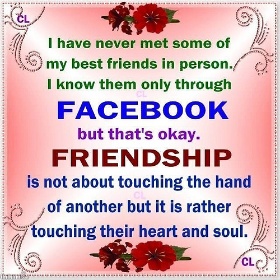 CL
I have never met some of
my best friends in person.
I know them only through
FACEBOOK
but that's okay.
FRIENDSHIP
is not about touching the hand
of another but it is rather
touching their heart and soul.
CL